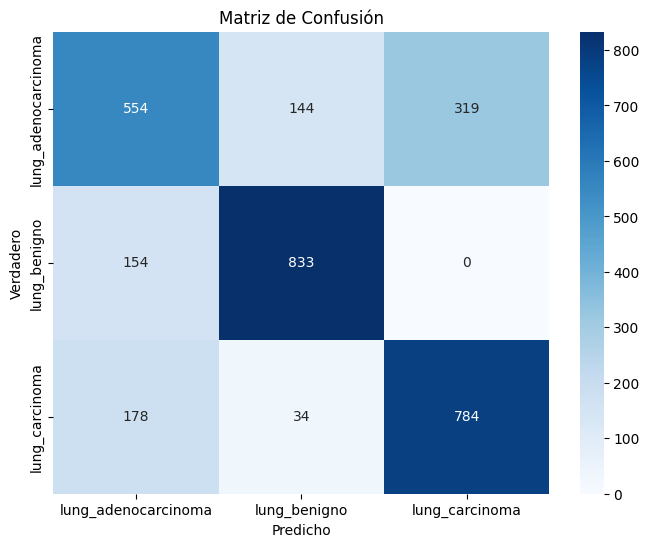 Matriz de Confusión
Verdadero
lung_adenocarcinoma
lung_benigno
lung_carcinoma
554 144 319
154 833 0
178 34 784
lung_adenocarcinoma lung_benigno lung_carcinoma
Predicho
800
700
600
500
400
300
200
100
0